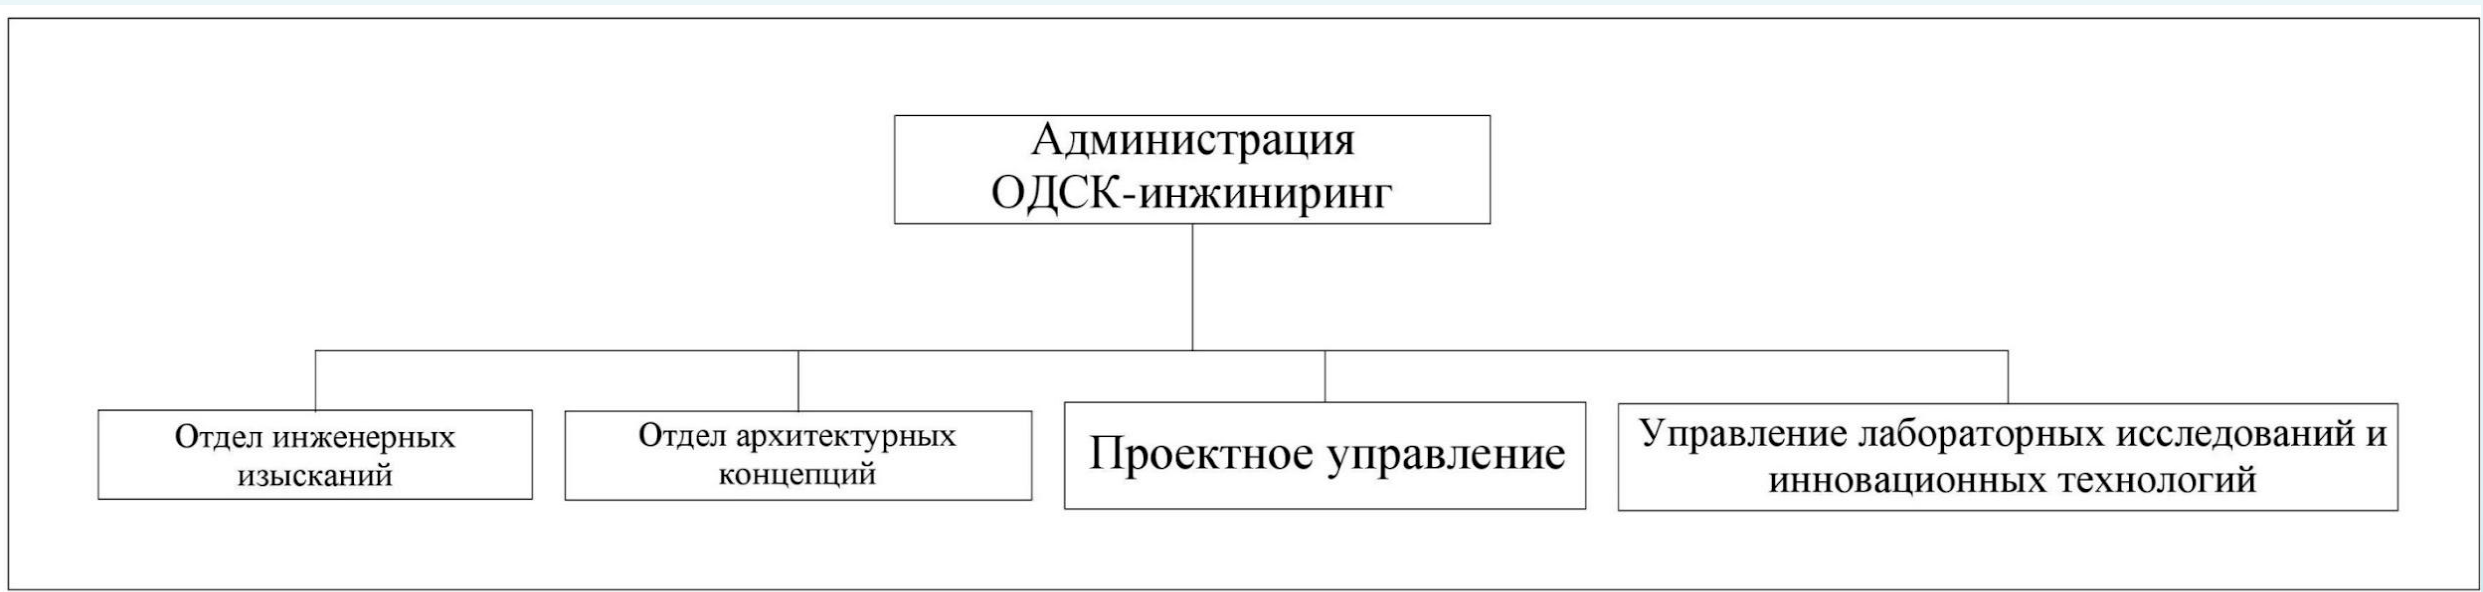 Администрация
ОДСК-инжиниринг
Отдел инженерных
изысканий
Отдел архитектурных
концепций
Проектное управление
Управление лабораторных исследований и
инновационных технологий